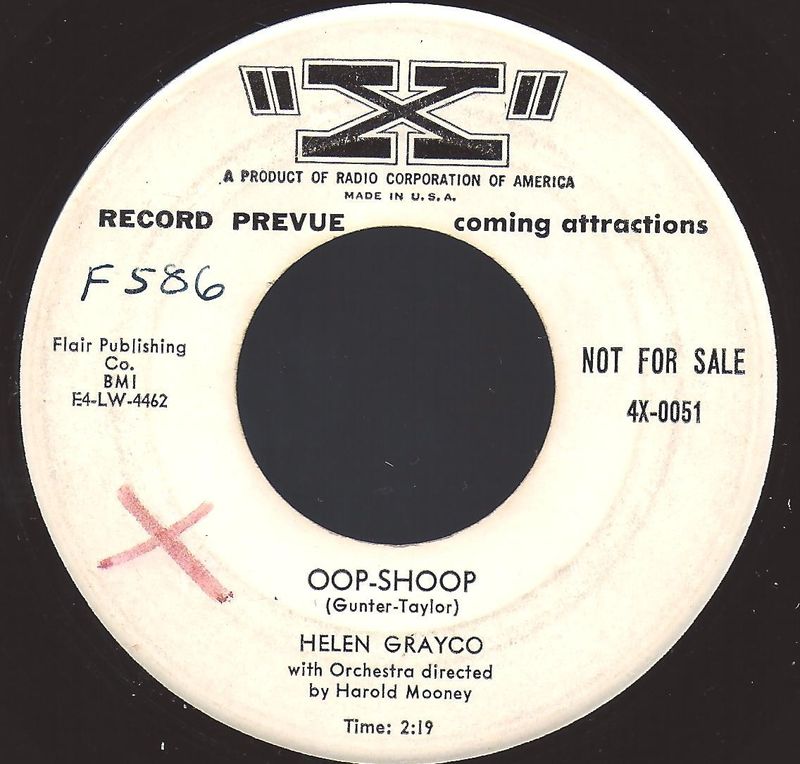 "X"
A PRODUCT OF RADIO CORPORATION OF AMERICA
MADE IN U.S.A.
RECORD PREVUE coming attractions
F586
Flair Publishing
Co.
BMI
E4-LW-4462
NOT FOR SALE
4X-0051
X
OOP-SHOOP
(Gunter-Taylor)
HELEN GRAYCO
with Orchestra directed
by Harold Mooney
Time: 2:19